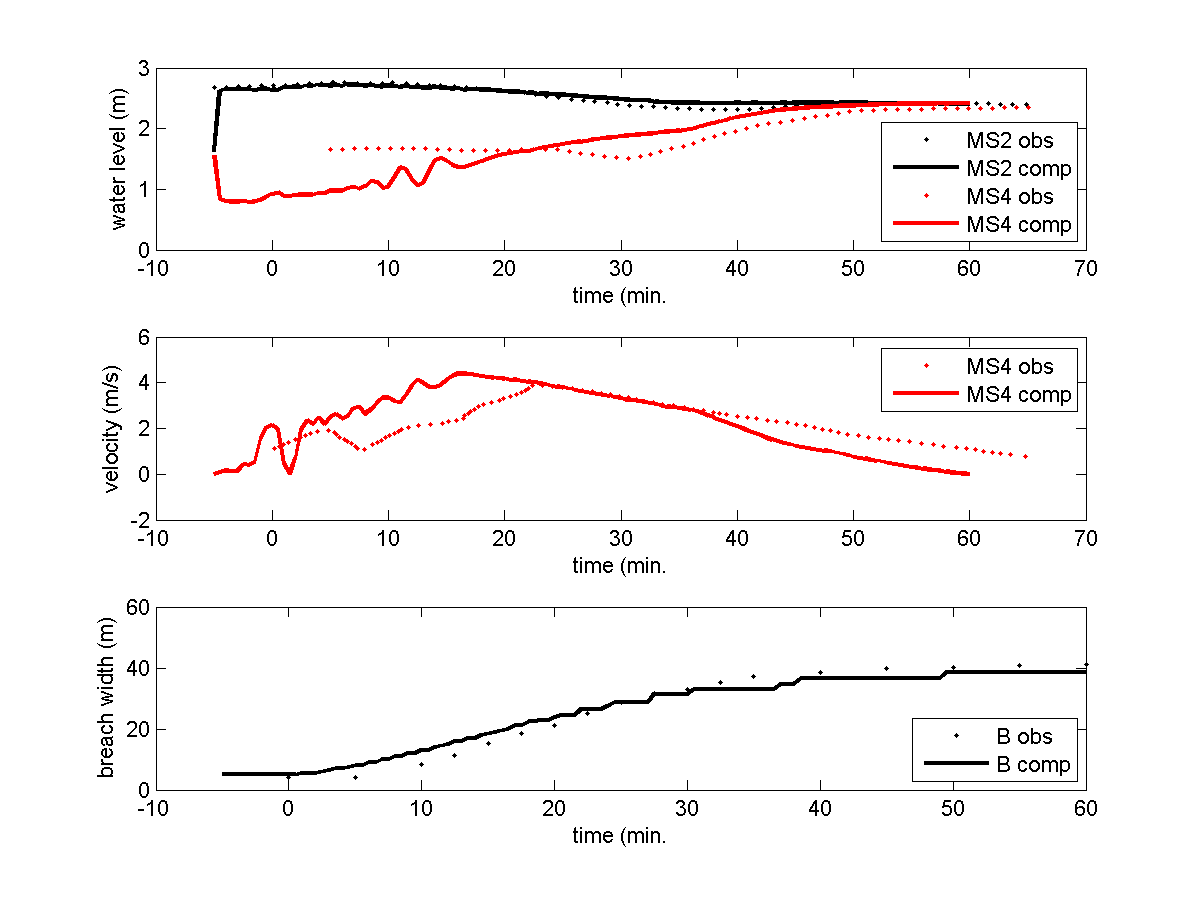 water level (m)
3
2
1
0
-10
0
10
20
30
40
50
60
70
time (min.
MS2 obs
MS2 comp
MS4 obs
MS4 comp
velocity (m/s)
6
4
2
0
-2
-10
0
10
20
30
40
50
60
70
time (min.
MS4 obs
MS4 comp
breach width (m)
60
40
20
0
-10
0
10
20
30
40
50
60
time (min.
B obs
B comp